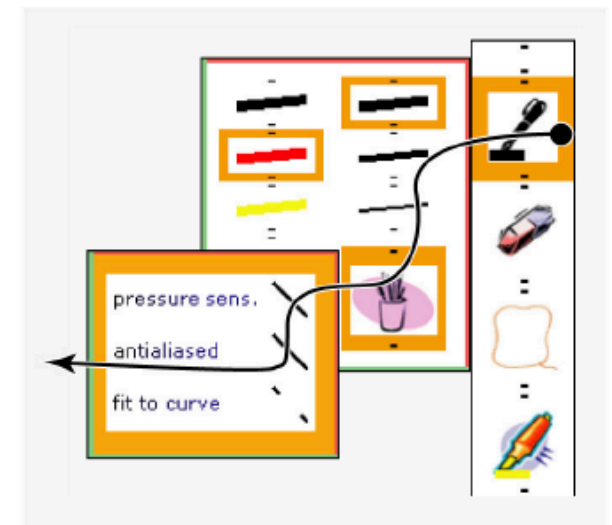 pressure sens.
antialiased
fit to curve